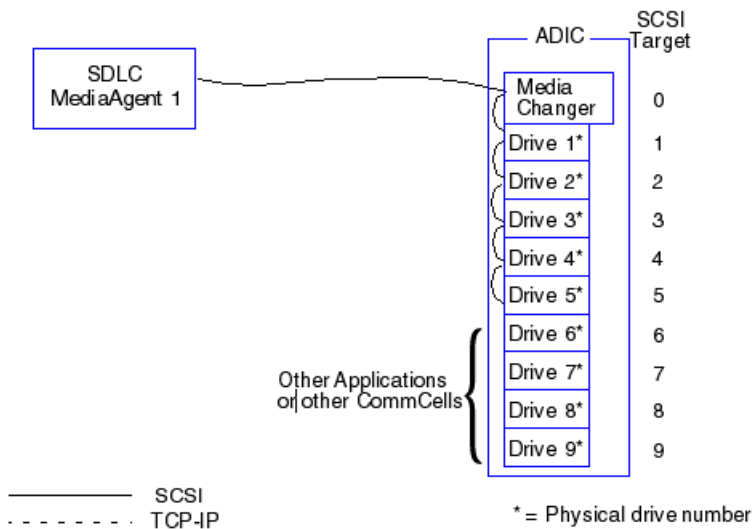 SCSI
Target
ADIC
SDLC
MediaAgent 1
Media
Changer
0
Drive 1*
1
Drive 2*
2
Drive 3*
3
Drive 4*
4
Drive 5*
5
Drive 6*
6
Drive 7*
7
Drive 8*
8
Drive 9*
9
Other Applications
or other CommCells
SCSI
TCP-IP
* = Physical drive number